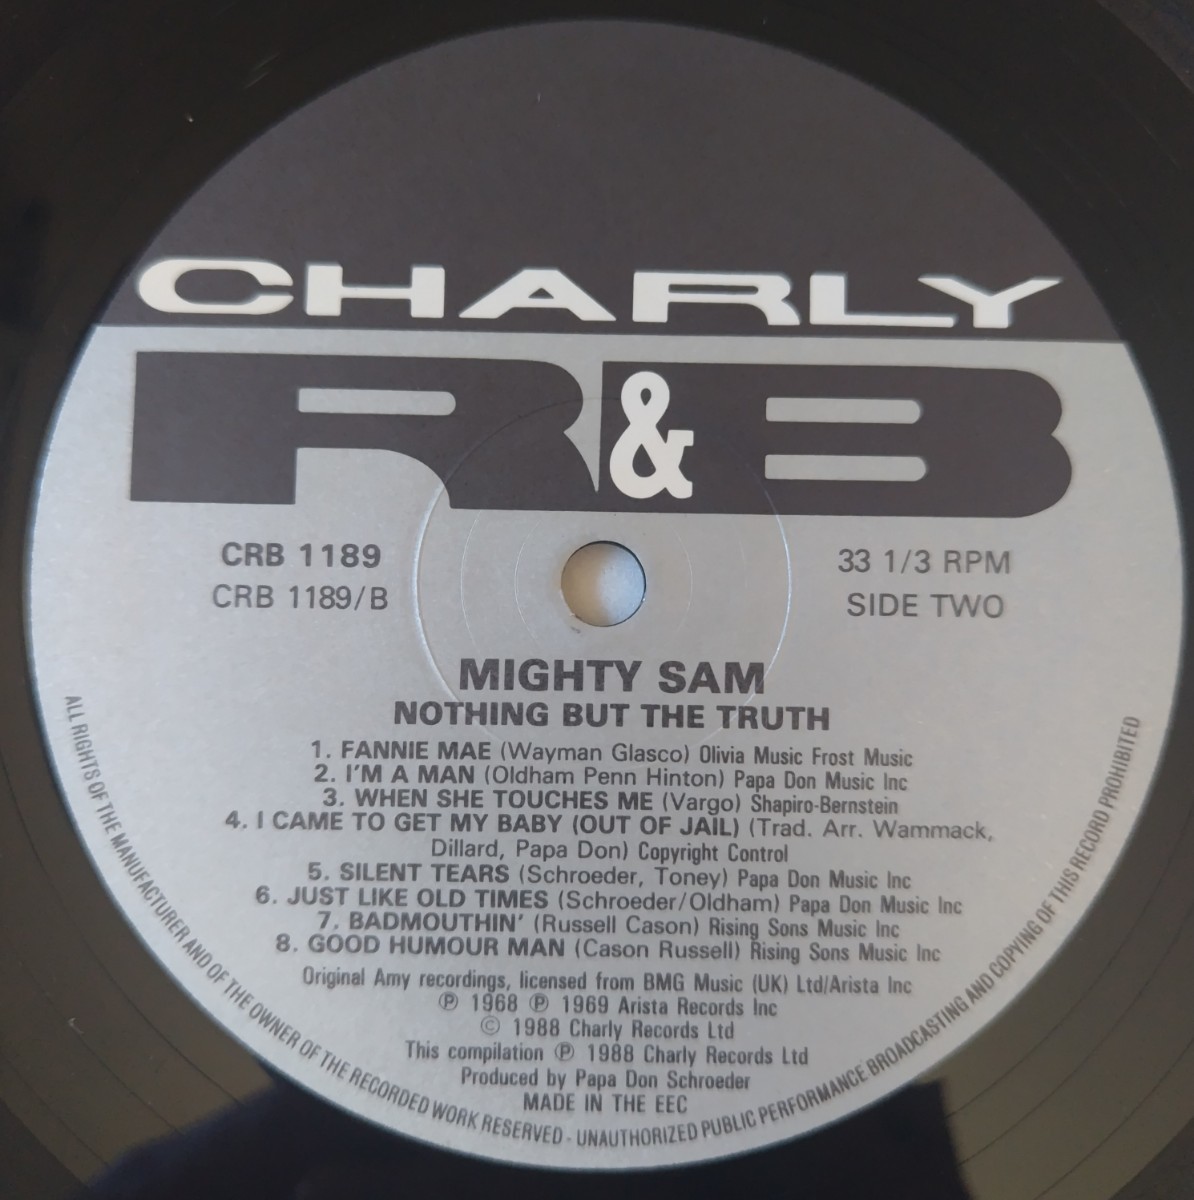 CHARLY
R&B
CRB 1189
CRB 1189/B
33 1/3 RPM
SIDE TWO
MIGHTY SAM
NOTHING BUT THE TRUTH
1. FANNIE MAE (Wayman Glasco) Olivia Music Frost Music
2. I'M A MAN (Oldham Penn Hinton) Papa Don Music Inc
3. WHEN SHE TOUCHES ME (Vargo) Shapiro-Bernstein
4. I CAME TO GET MY BABY (OUT OF JAIL) (Trad. Arr. Wammack,
Dillard, Papa Don) Copyright Control
5. SILENT TEARS (Schroeder, Toney) Papa Don Music Inc
6. JUST LIKE OLD TIMES (Schroeder/Oldham) Papa Don Music Inc
7. BADMOUTHIN' (Russell Cason) Rising Sons Music Inc
8. GOOD HUMOUR MAN (Cason Russell) Rising Sons Music Inc
Original Amy recordings, licensed from BMG Music (UK) Ltd/Arista Inc
℗ 1968 ℗ 1969 Arista Records Inc
© 1988 Charly Records Ltd
This compilation ℗ 1988 Charly Records Ltd
Produced by Papa Don Schroeder
MADE IN THE EEC
ALL RIGHTS OF THE MANUFACTURER AND OF THE OWNER OF THE RECORDED WORK RESERVED - UNAUTHORIZED PUBLIC PERFORMANCE BROADCASTING AND COPYING OF THIS RECORD PROHIBITED